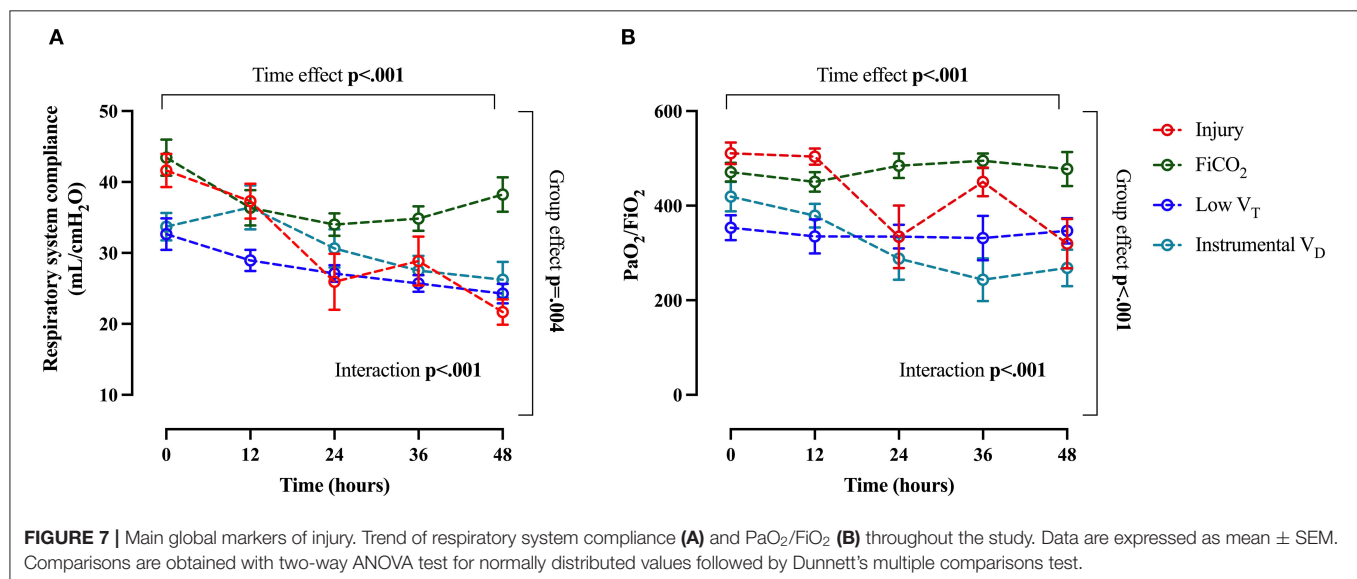 A
Time effect p<.001
Respiratory system compliance
(mL/cmH₂O)
50
40
30
20
10
Interaction p<.001
Group effect p=.004
0 12 24 36 48
Time (hours)
B
Time effect p<.001
PaO₂/FiO₂
600
400
200
0
Interaction p<.001
Group effect p<.001
0 12 24 36 48
Time (hours)
Injury
FiCO₂
Low V_T
Instrumental V_D
FIGURE 7 | Main global markers of injury. Trend of respiratory system compliance (A) and PaO₂/FiO₂ (B) throughout the study. Data are expressed as mean ± SEM.
Comparisons are obtained with two-way ANOVA test for normally distributed values followed by Dunnett's multiple comparisons test.